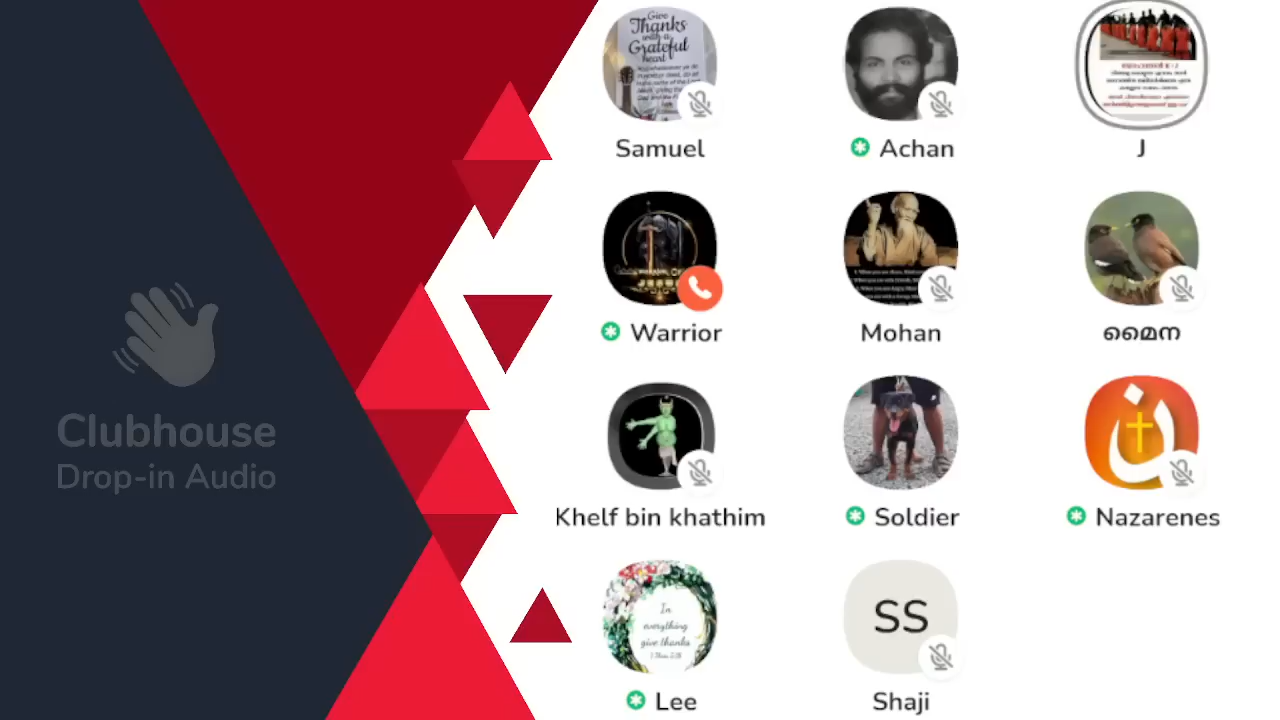 Give
Thanks
with a
Grateful
heart
Samuel
Achan
J
Warrior
Mohan
മൈന
Khelf bin khathim
Soldier
Nazarenes
Clubhouse
Drop-in Audio
In
everything
give thanks
SS
Lee
Shaji